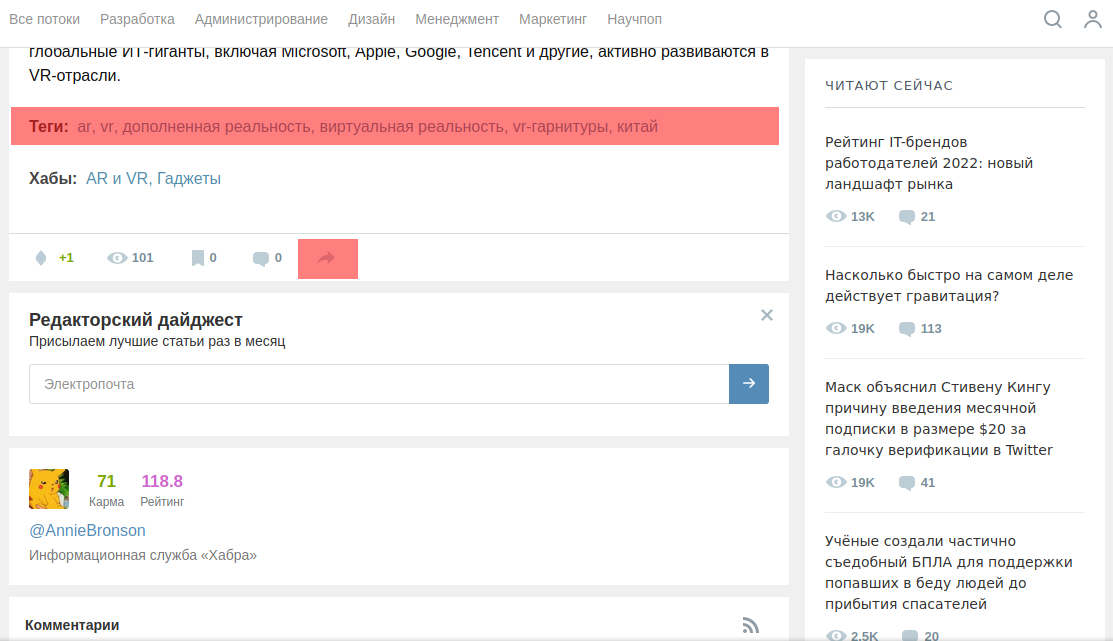 Все потоки Разработка Администрирование Дизайн Менеджмент Маркетинг Научпоп
глобальные ИТ-гиганты, включая Microsoft, Apple, Google, Tencent и другие, активно развиваются в
VR-отрасли.
Теги: ar, vr, дополненная реальность, виртуальная реальность, vr-гарнитуры, китай
Хабы: AR и VR, Гаджеты
+1 101 0 0
Редакторский дайджест
Присылаем лучшие статьи раз в месяц
Электропочта
71 118.8
Карма Рейтинг
@AnnieBronson
Информационная служба «Хабра»
Комментарии
ЧИТАЮТ СЕЙЧАС
Рейтинг IT-брендов
работодателей 2022: новый
ландшафт рынка
13K 21
Насколько быстро на самом деле
действует гравитация?
19K 113
Маск объяснил Стивену Кингу
причину введения месячной
подписки в размере $20 за
галочку верификации в Twitter
19K 41
Учёные создали частично
съедобный БПЛА для поддержки
попавших в беду людей до
прибытия спасателей
2.5K 20